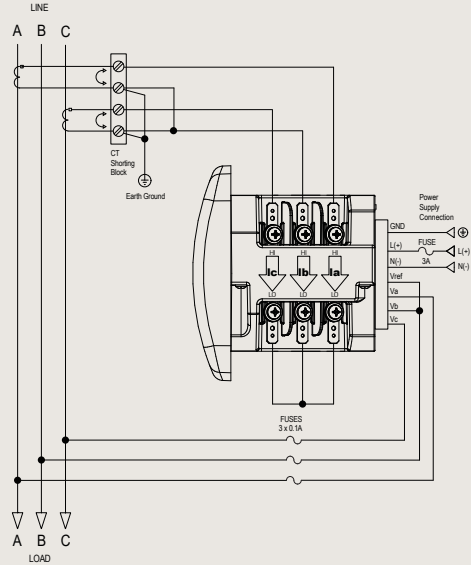 LINE
A B C
CT
Shorting
Block
Earth Ground
Power
Supply
Connection
GND
FUSE
L(+) L(+)
3A
N(-) N(-)
Vref
Va
Vb
Vc
HI HI HI
Ic Ib Ia
LO LO LO
FUSES
3 x 0.1A
A B C
LOAD